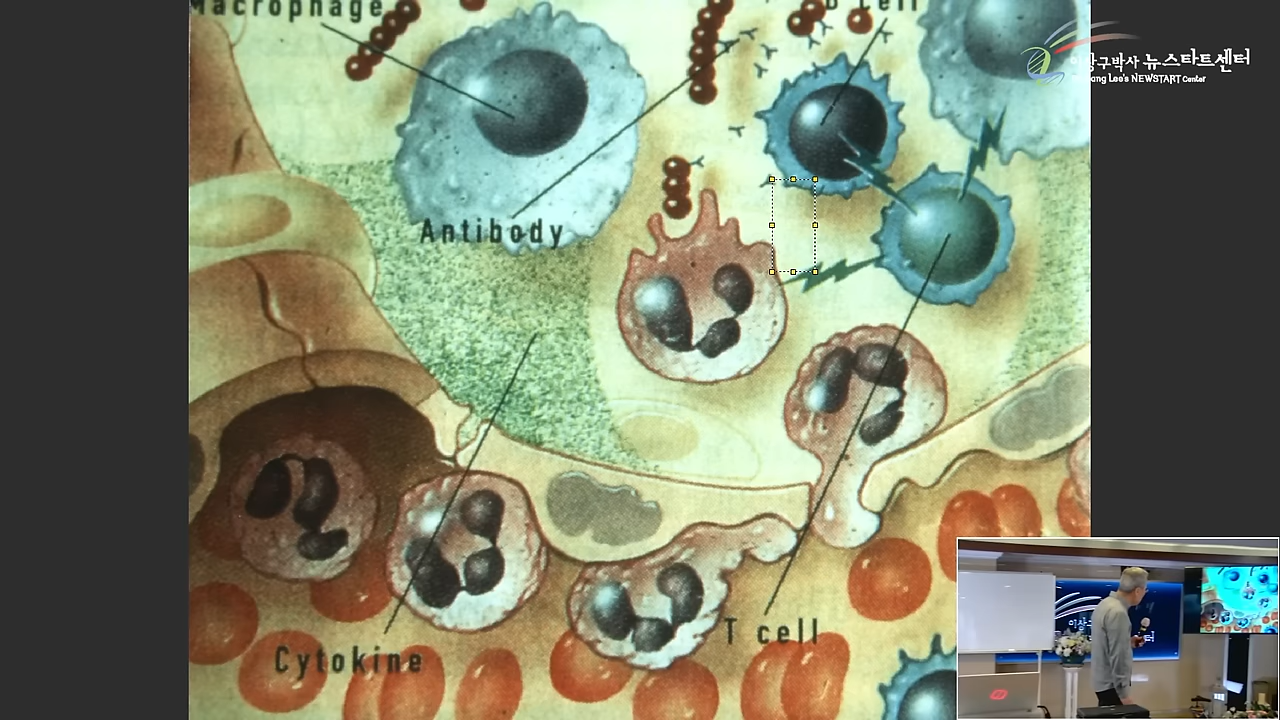 Macrophage
B cell
뉴스타트센터
NEWSTART Center
Antibody
T cell
Cytokine